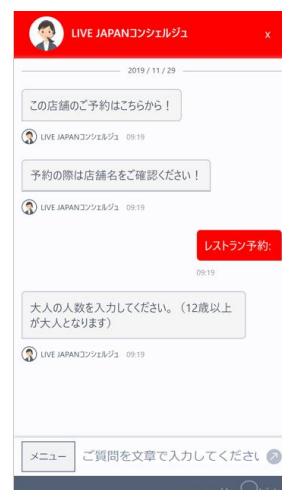 LIVE JAPANコンシェルジュ x
2019 / 11 / 29
この店舗のご予約はこちらから！
LIVE JAPANコンシェルジュ 09:19
予約の際は店舗名をご確認ください！
LIVE JAPANコンシェルジュ 09:19
レストラン予約:
09:19
大人の人数を入力してください。（12歳以上
が大人となります）
LIVE JAPANコンシェルジュ 09:19
メニュー ご質問を文章で入力してくださ